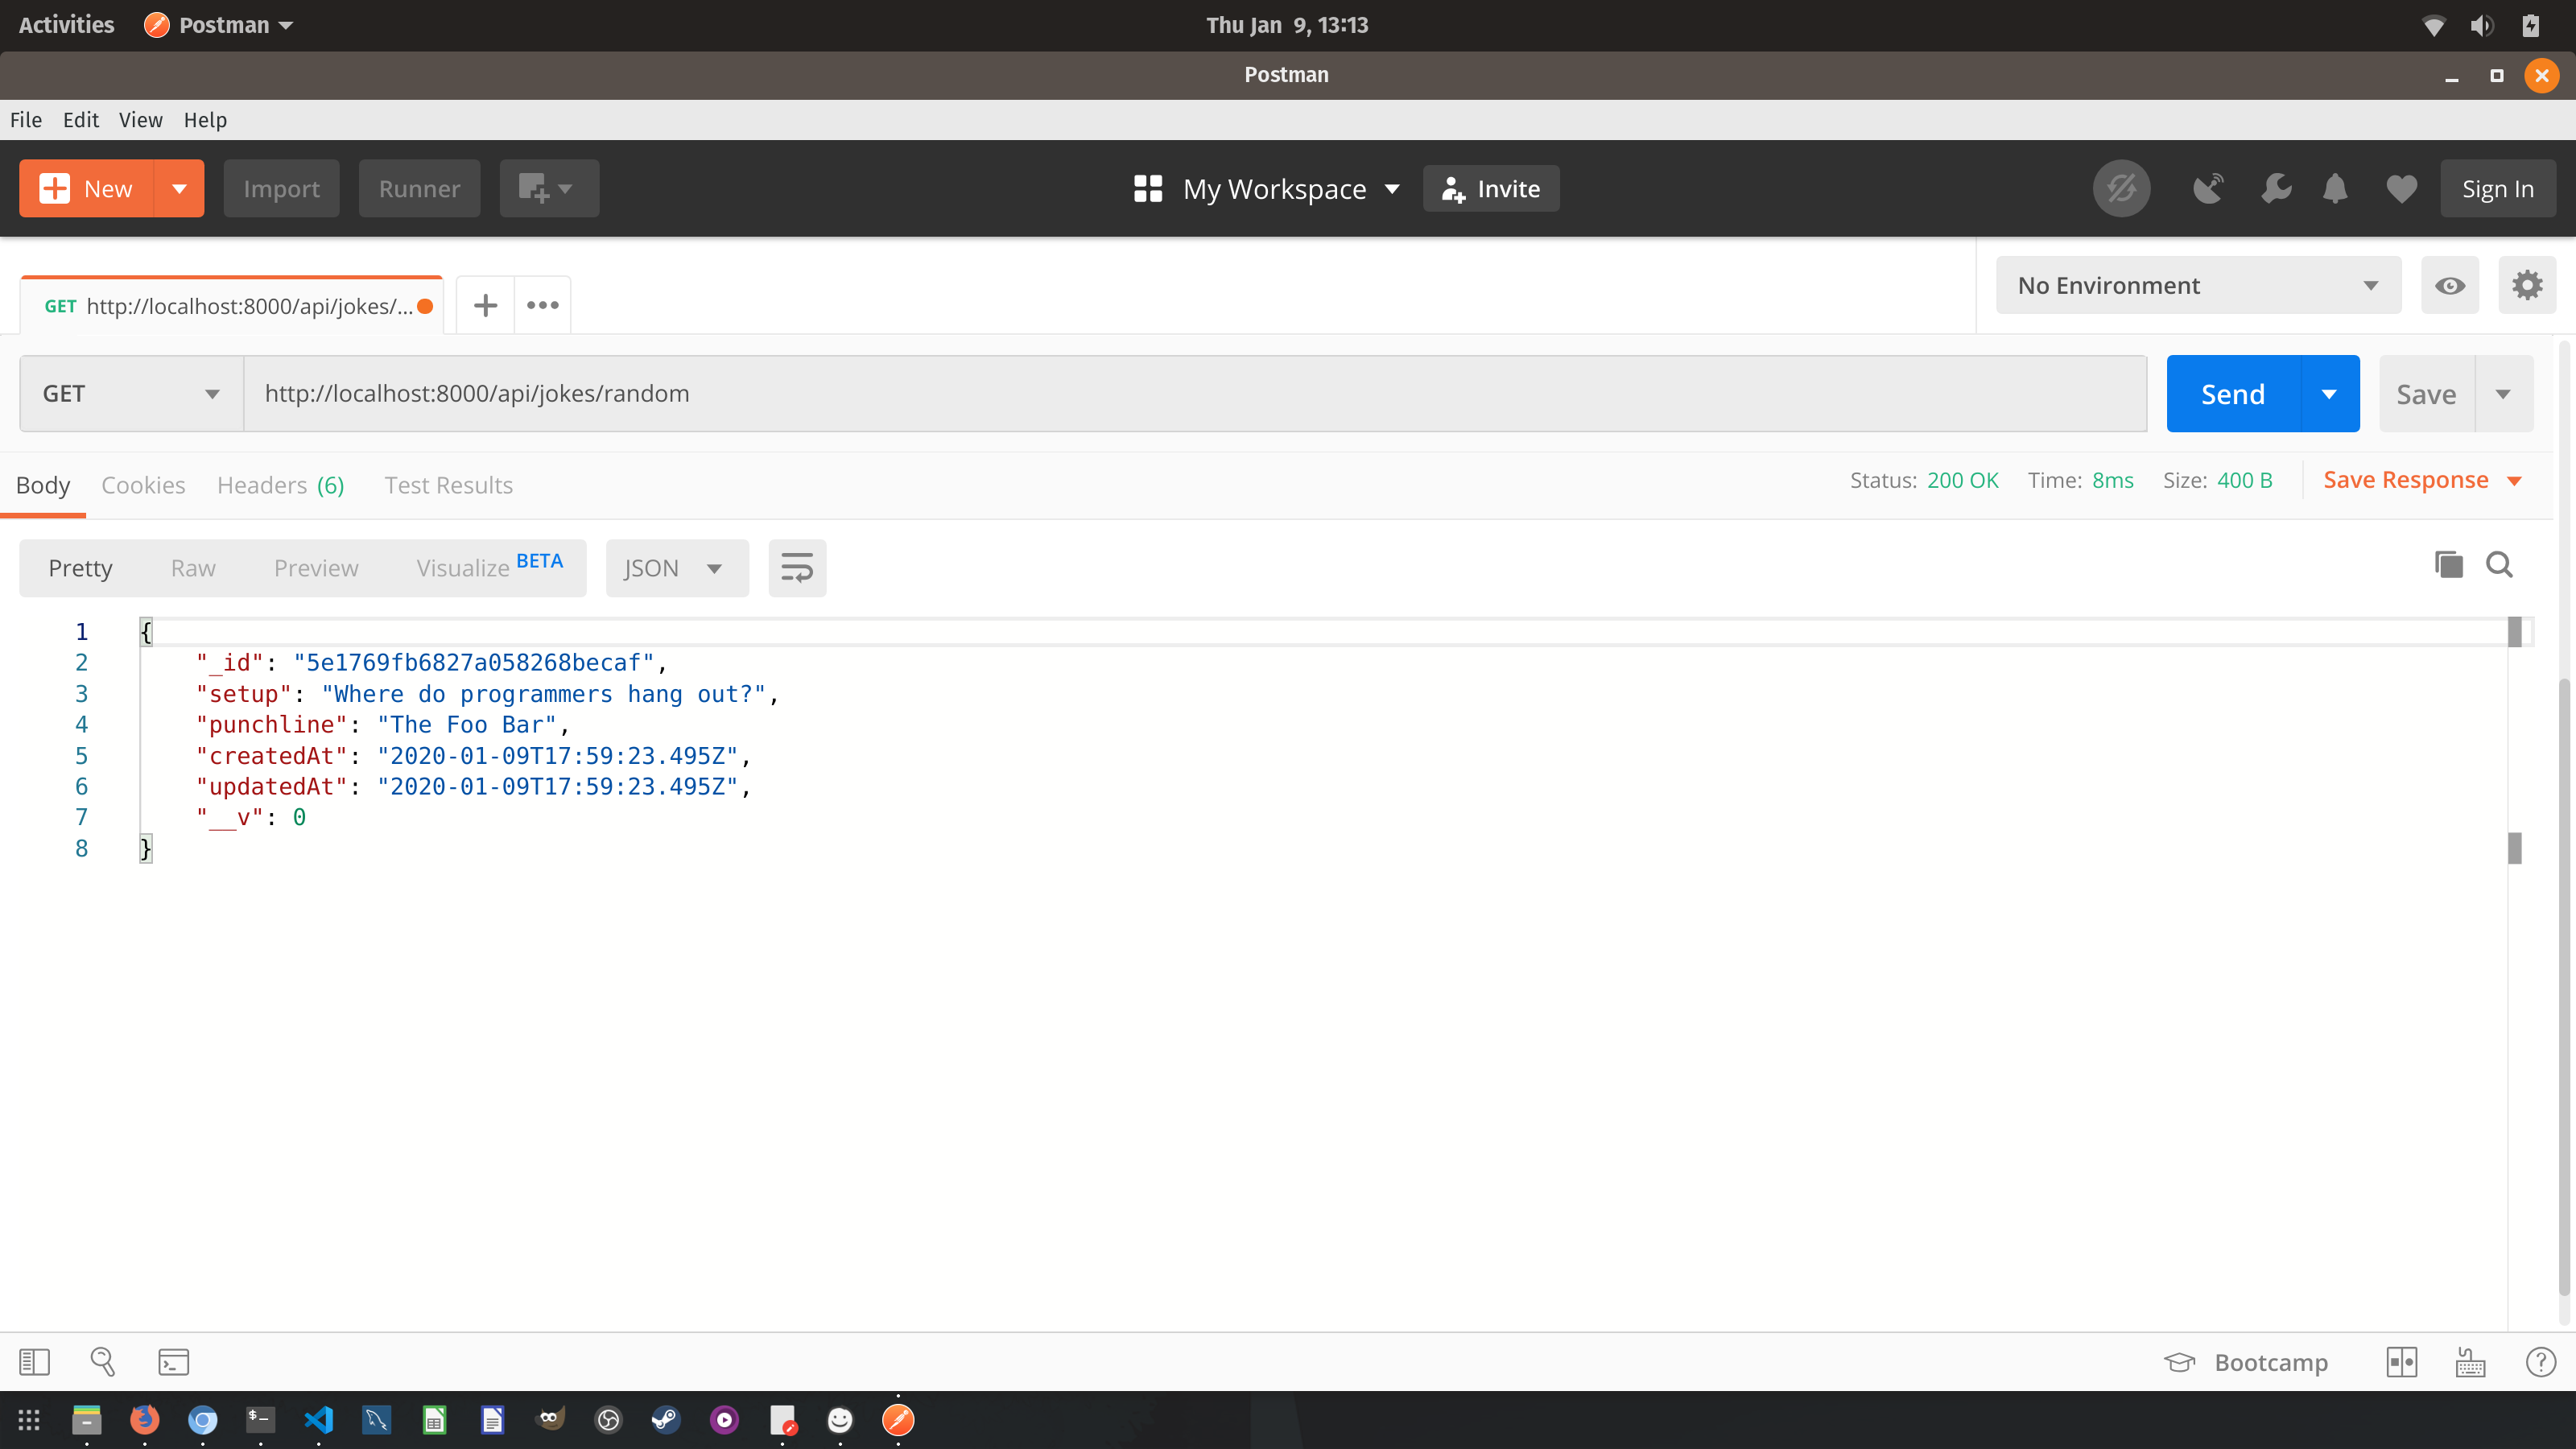 Activities Postman Thu Jan 9, 13:13
Postman
File Edit View Help
New Import Runner My Workspace Invite Sign In
GET http://localhost:8000/api/jokes/... No Environment
GET http://localhost:8000/api/jokes/random Send Save
Body Cookies Headers (6) Test Results Status: 200 OK Time: 8ms Size: 400 B Save Response
Pretty Raw Preview Visualize BETA JSON
1 {
2 "_id": "5e1769fb6827a058268becaf",
3 "setup": "Where do programmers hang out?",
4 "punchline": "The Foo Bar",
5 "createdAt": "2020-01-09T17:59:23.495Z",
6 "updatedAt": "2020-01-09T17:59:23.495Z",
7 "__v": 0
8 }
Bootcamp